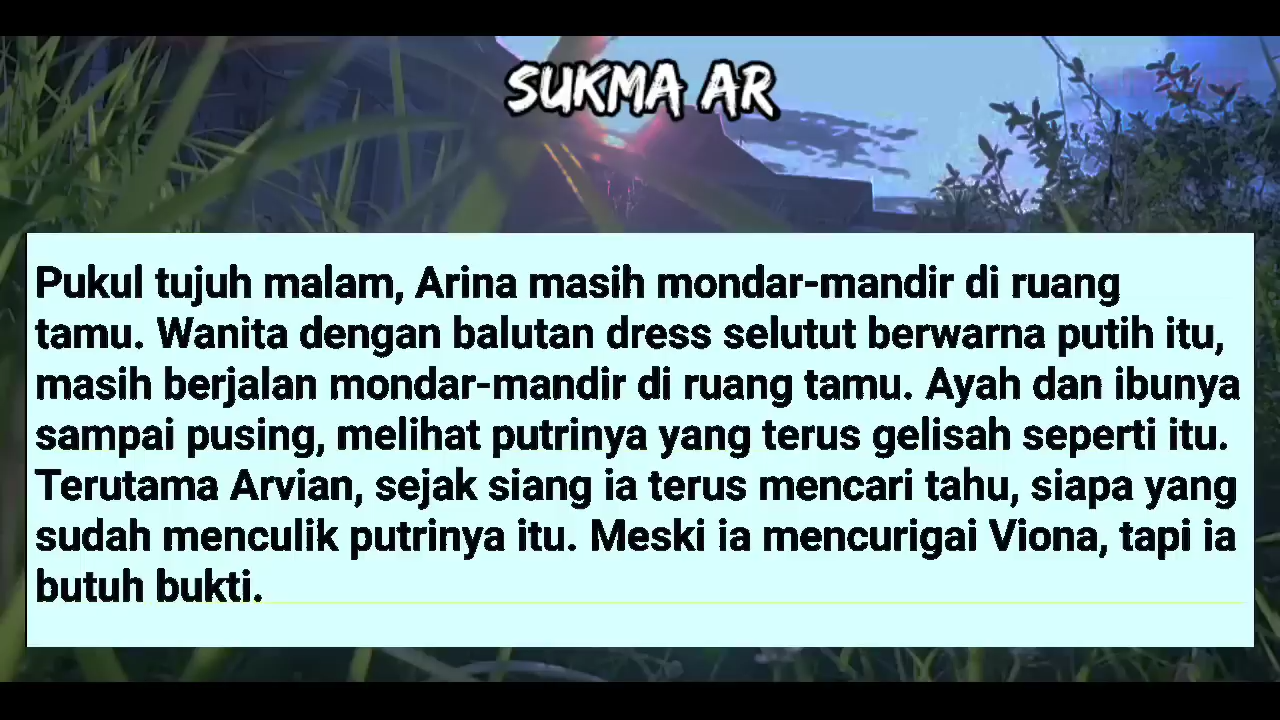 SUKMA AR
Pukul tujuh malam, Arina masih mondar-mandir di ruang
tamu. Wanita dengan balutan dress selutut berwarna putih itu,
masih berjalan mondar-mandir di ruang tamu. Ayah dan ibunya
sampai pusing, melihat putrinya yang terus gelisah seperti itu.
Terutama Arvian, sejak siang ia terus mencari tahu, siapa yang
sudah menculik putrinya itu. Meski ia mencurigai Viona, tapi ia
butuh bukti.